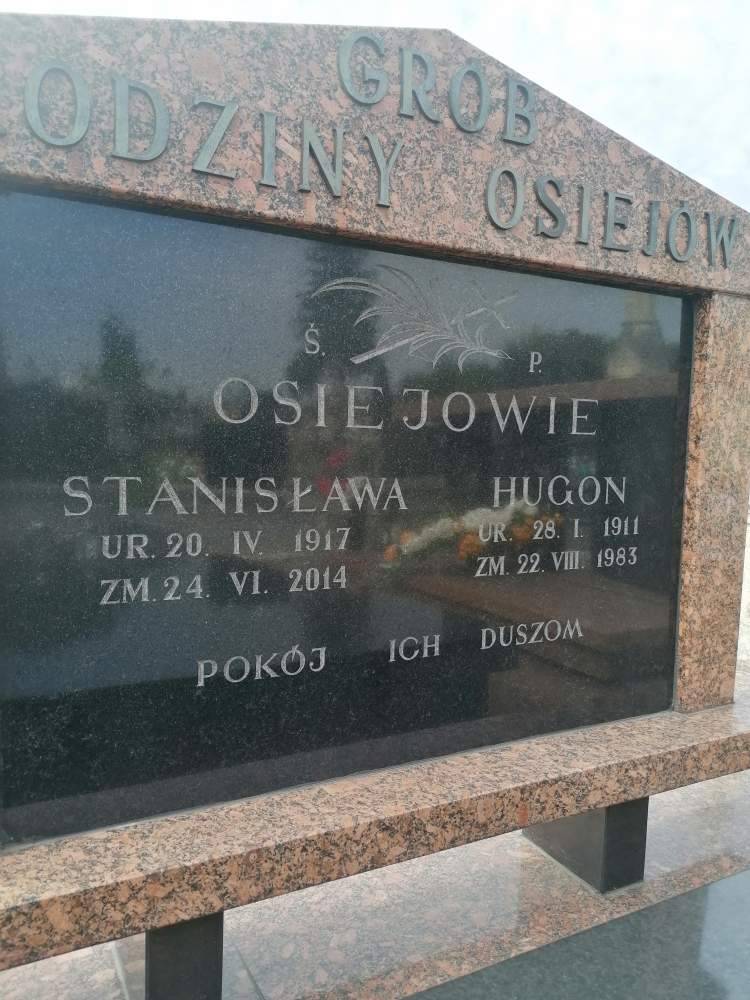 GRÓB
ODZINY OSIEJÓW
Ś. P.
OSIEJOWIE
STANISŁAWA HUGON
UR. 20. IV. 1917 UR. 28. I. 1911
ZM. 24. VI. 2014 ZM. 22. VIII. 1983
POKÓJ ICH DUSZOM